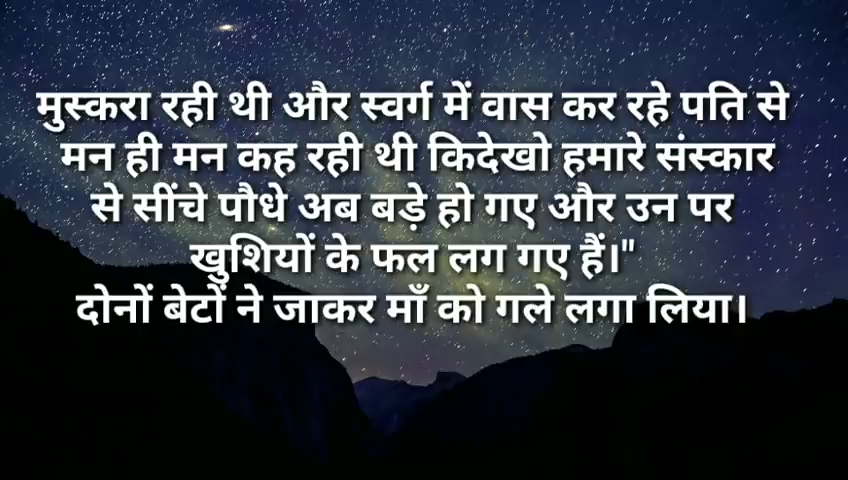 मुस्करा रही थी और स्वर्ग में वास कर रहे पति से
मन ही मन कह रही थी किदेखो हमारे संस्कार
से सींचे पौधे अब बड़े हो गए और उन पर
खुशियों के फल लग गए हैं।"
दोनों बेटों ने जाकर माँ को गले लगा लिया।